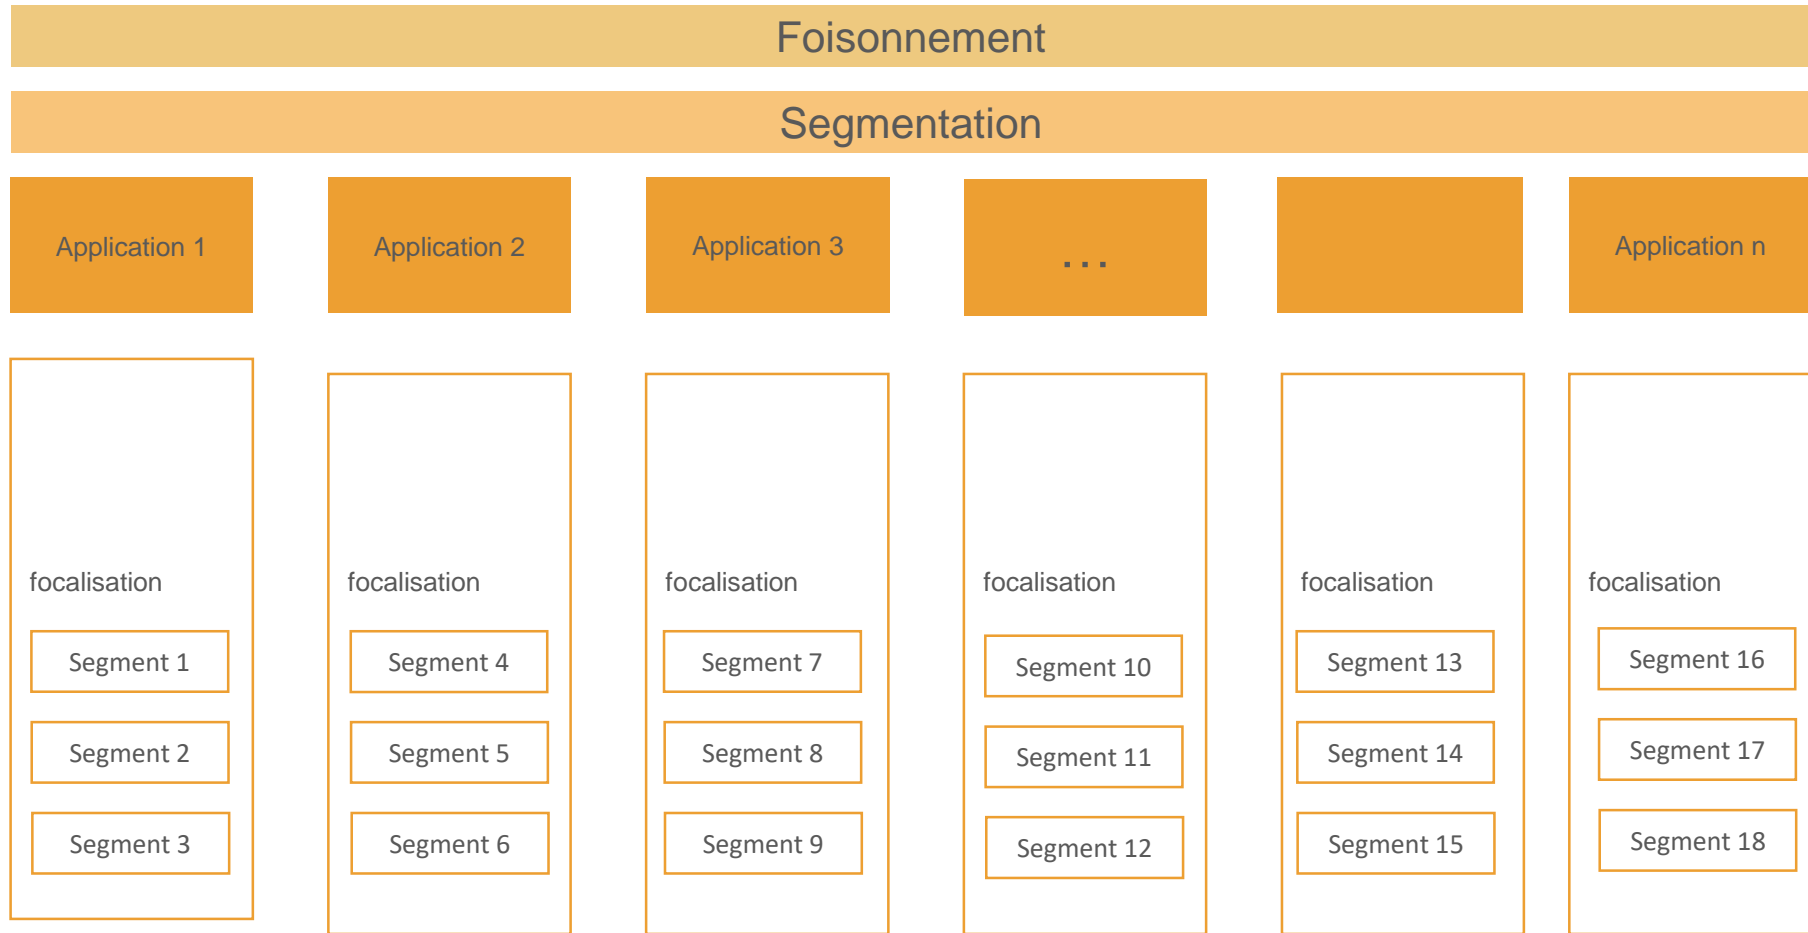 Foisonnement
Segmentation
Application 1
Application 2
Application 3
...
Application n
focalisation
focalisation
focalisation
focalisation
focalisation
focalisation
Segment 1
Segment 4
Segment 7
Segment 10
Segment 13
Segment 16
Segment 2
Segment 5
Segment 8
Segment 11
Segment 14
Segment 17
Segment 3
Segment 6
Segment 9
Segment 12
Segment 15
Segment 18